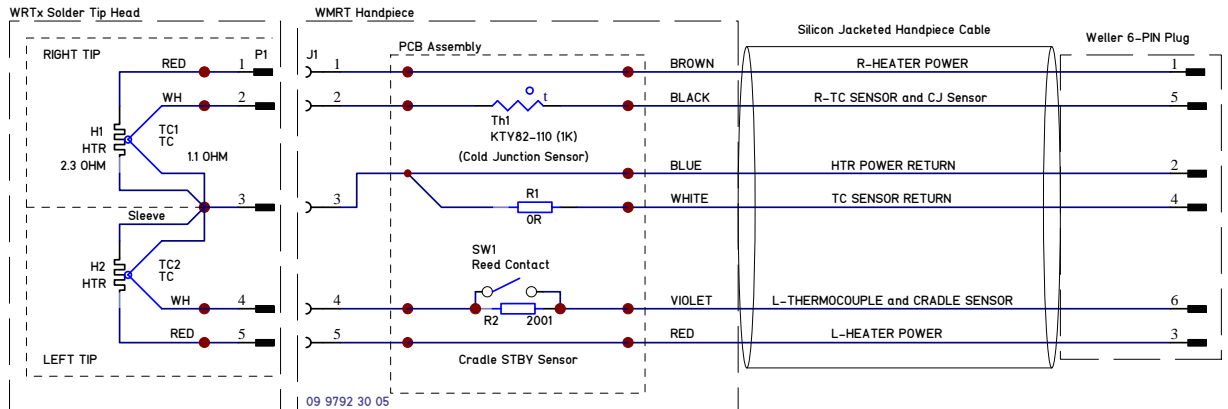 WRTx Solder Tip Head
WMRT Handpiece
Silicon Jacketed Handpiece Cable
Weller 6-PIN Plug
RIGHT TIP
PCB Assembly
RED 1 P1 J1 1 BROWN R-HEATER POWER 1
WH 2 2 t BLACK R-TC SENSOR and CJ Sensor 5
Th1
H1 TC1
HTR TC
KTY82-110 (1K)
2.3 OHM 1.1 OHM (Cold Junction Sensor)
BLUE HTR POWER RETURN 2
3 3 R1 WHITE TC SENSOR RETURN 4
Sleeve 0R
SW1
Reed Contact
H2 TC2
HTR TC
WH 4 4 VIOLET L-THERMOCOUPLE and CRADLE SENSOR 6
R2 2001
RED 5 5 RED L-HEATER POWER 3
LEFT TIP Cradle STBY Sensor
09 9792 30 05